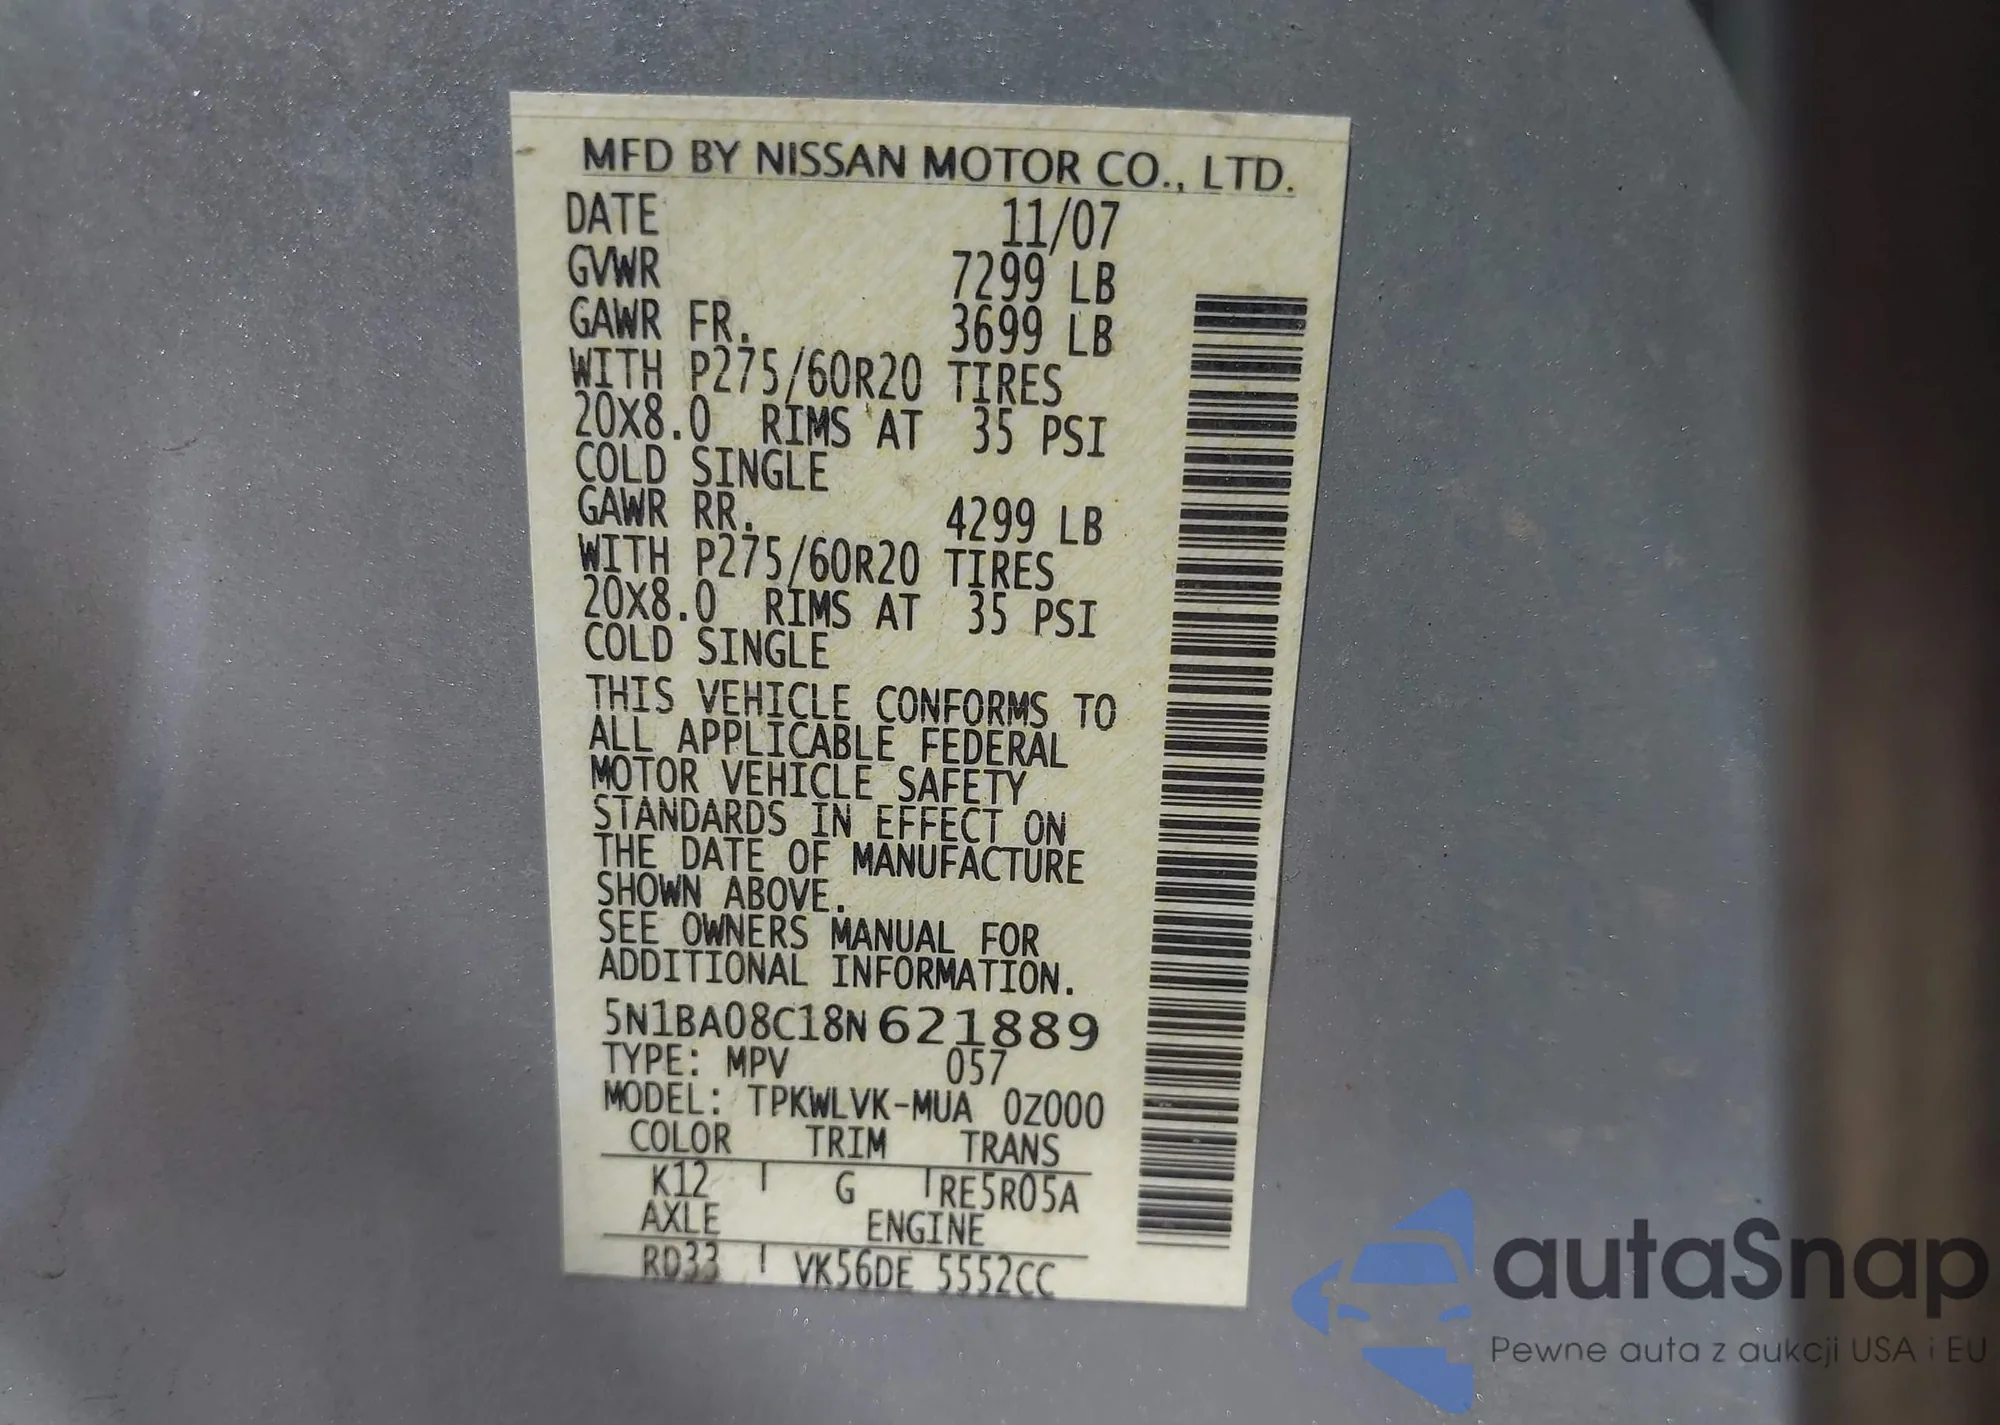 MFD BY NISSAN MOTOR CO., LTD.
DATE 11/07
GVWR 7299 LB
GAWR FR. 3699 LB
WITH P275/60R20 TIRES
20X8.0 RIMS AT 35 PSI
COLD SINGLE
GAWR RR. 4299 LB
WITH P275/60R20 TIRES
20X8.0 RIMS AT 35 PSI
COLD SINGLE
THIS VEHICLE CONFORMS TO
ALL APPLICABLE FEDERAL
MOTOR VEHICLE SAFETY
STANDARDS IN EFFECT ON
THE DATE OF MANUFACTURE
SHOWN ABOVE.
SEE OWNERS MANUAL FOR
ADDITIONAL INFORMATION.
5N1BA08C18N621889
TYPE: MPV 057
MODEL: TPKWLVK-MUA 0Z000
COLOR TRIM TRANS
K12 G RE5R05A
AXLE ENGINE
RD33 VK56DE 5552CC
autaSnap
Pewne auta z aukcji USA i EU